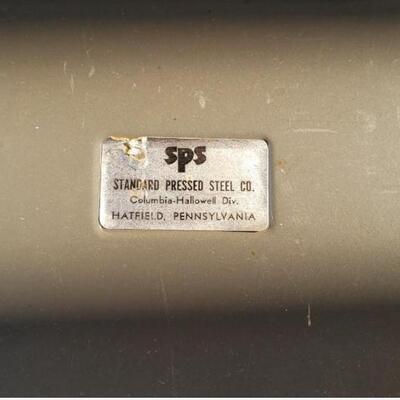 sps
STANDARD PRESSED STEEL CO.
Columbia-Hallowell Div.
HATFIELD, PENNSYLVANIA